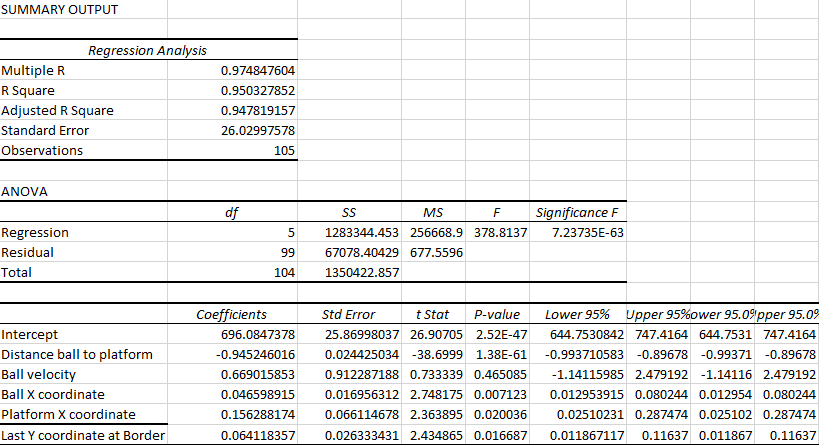 SUMMARY OUTPUT
Regression Analysis
Multiple R 0.974847604
R Square 0.950327852
Adjusted R Square 0.947819157
Standard Error 26.02997578
Observations 105
ANOVA
df SS MS F Significance F
Regression 5 1283344.453 256668.9 378.8137 7.23735E-63
Residual 99 67078.40429 677.5596
Total 104 1350422.857
Coefficients Std Error t Stat P-value Lower 95% Upper 95% ower 95.0% pper 95.0%
Intercept 696.0847378 25.86998037 26.90705 2.52E-47 644.7530842 747.4164 644.7531 747.4164
Distance ball to platform -0.945246016 0.024425034 -38.6999 1.38E-61 -0.993710583 -0.89678 -0.99371 -0.89678
Ball velocity 0.669015853 0.912287188 0.733339 0.465085 -1.14115985 2.479192 -1.14116 2.479192
Ball X coordinate 0.046598915 0.016956312 2.748175 0.007123 0.012953915 0.080244 0.012954 0.080244
Platform X coordinate 0.156288174 0.066114678 2.363895 0.020036 0.02510231 0.287474 0.025102 0.287474
Last Y coordinate at Border 0.064118357 0.026333431 2.434865 0.016687 0.011867117 0.11637 0.011867 0.11637